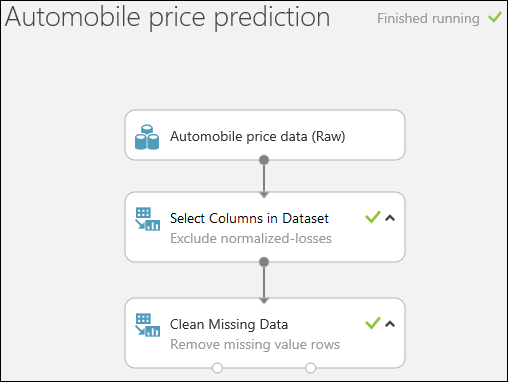 Automobile price prediction
Finished running
Automobile price data (Raw)
Select Columns in Dataset
Exclude normalized-losses
Clean Missing Data
Remove missing value rows